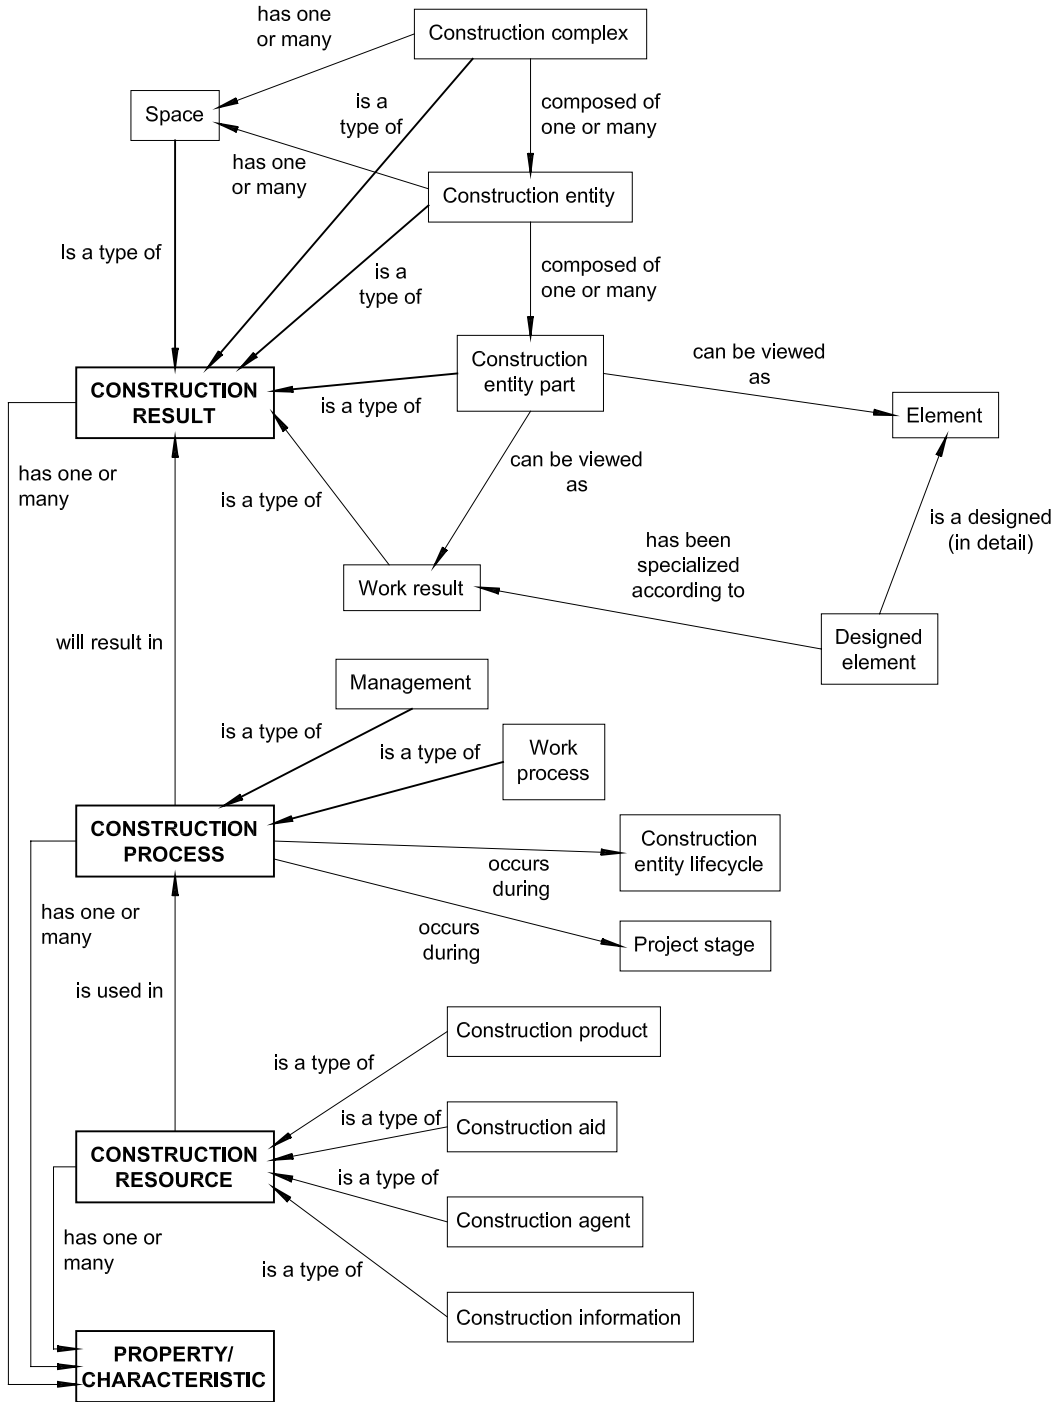 has one
or many
Construction complex
Space
is a
type of
composed of
one or many
has one
or many
Construction entity
Is a type of
is a
type of
composed of
one or many
CONSTRUCTION
RESULT
is a type of
Construction
entity part
can be viewed
as
Element
has one or
many
is a type of
can be viewed
as
is a designed
(in detail)
has been
specialized
according to
Work result
Designed
element
will result in
Management
is a type of
is a type of
Work
process
CONSTRUCTION
PROCESS
Construction
entity lifecycle
occurs
during
has one or
many
occurs
during
Project stage
is used in
Construction product
is a type of
is a type of
Construction aid
CONSTRUCTION
RESOURCE
is a type of
Construction agent
has one or
many
is a type of
Construction information
PROPERTY/
CHARACTERISTIC